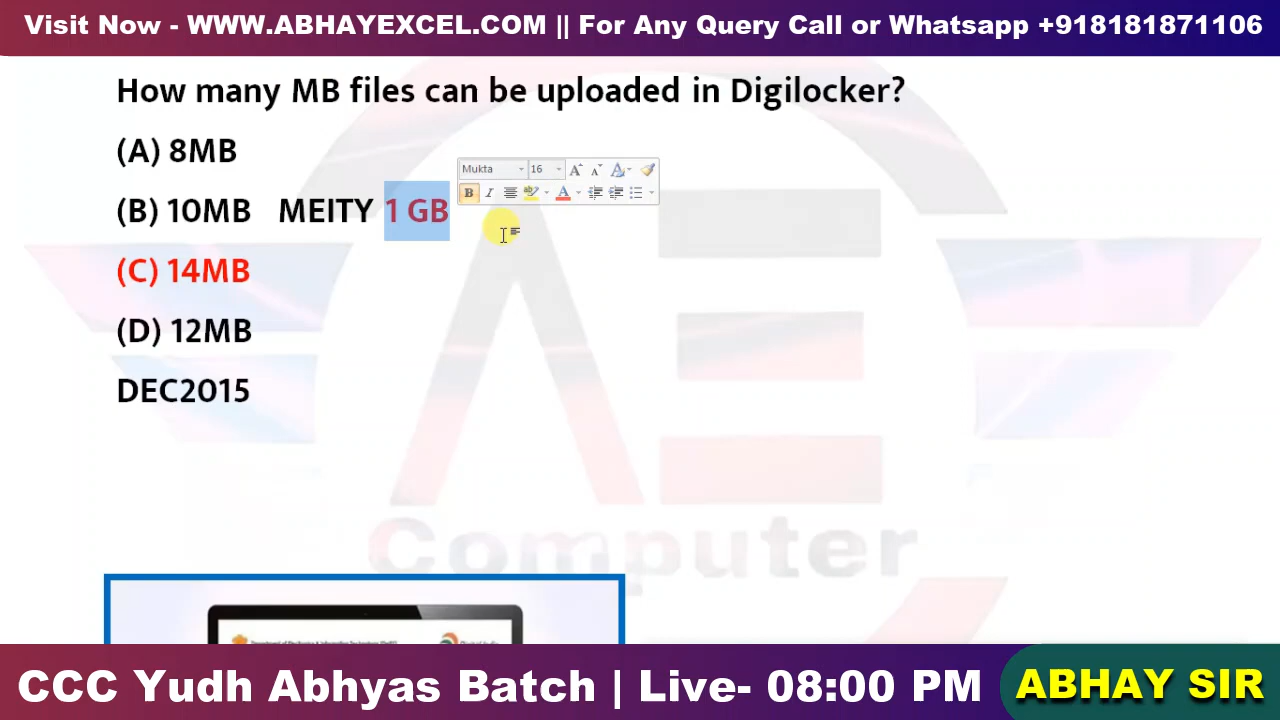 Visit Now - WWW.ABHAYEXCEL.COM || For Any Query Call or Whatsapp +918181871106
How many MB files can be uploaded in Digilocker?
(A) 8MB
Mukta 16
(B) 10MB MEITY 1 GB
(C) 14MB
(D) 12MB
DEC2015
Computer
CCC Yudh Abhyas Batch | Live- 08:00 PM
ABHAY SIR